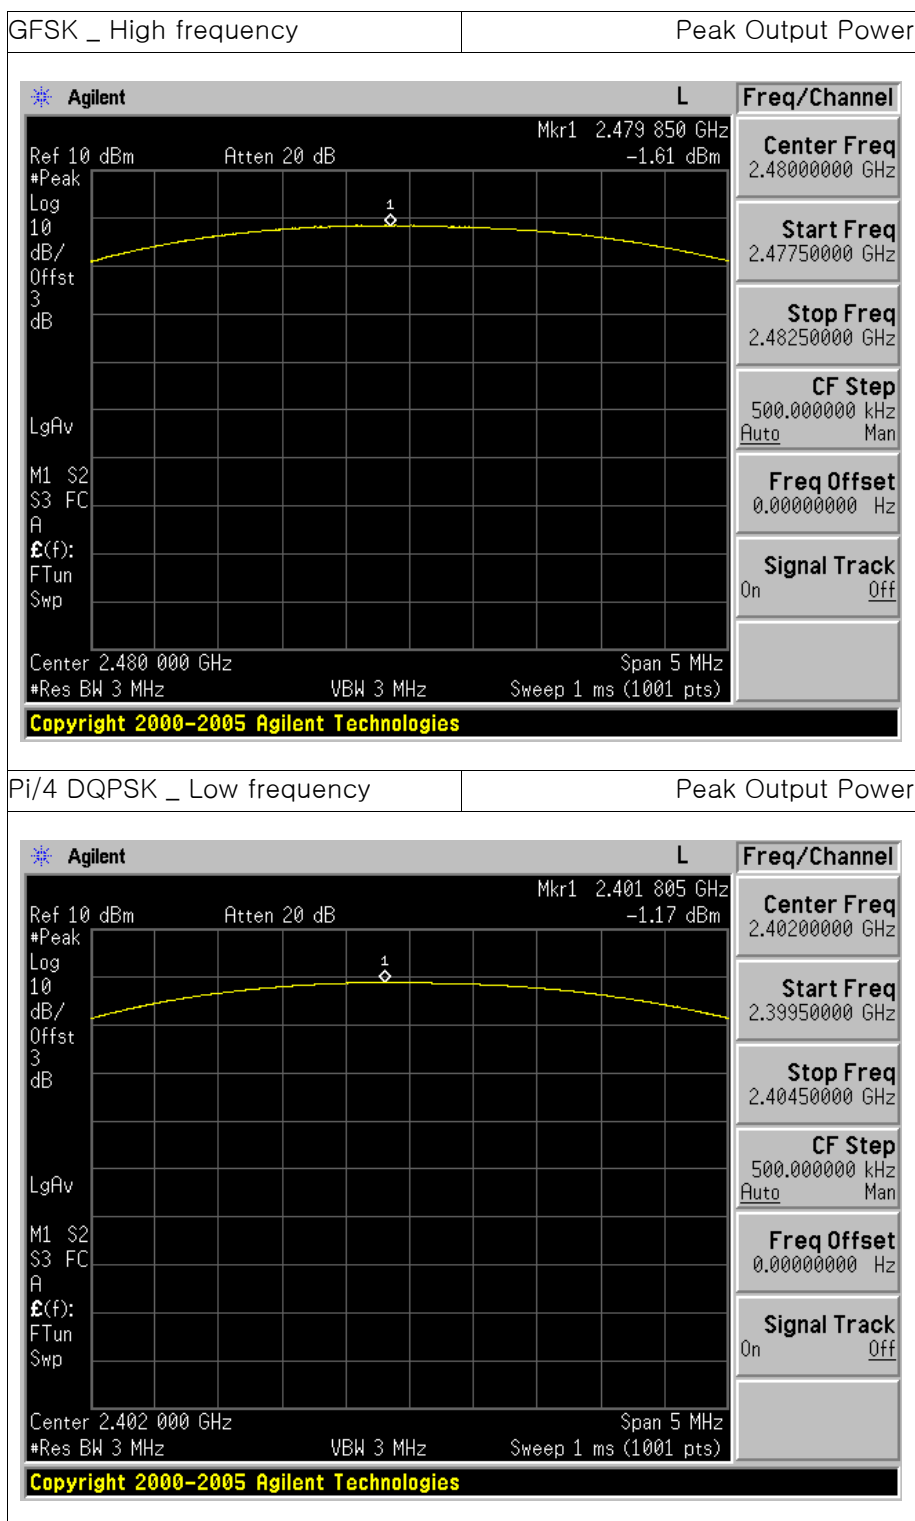 GFSK _ High frequency Peak Output Power
Agilent L Freq/Channel
Mkr1 2.479 850 GHz
Ref 10 dBm Atten 20 dB -1.61 dBm
#Peak
Log
10
dB/
Offst
3
dB
LgAv
M1 S2
S3 FC
A
£(f):
FTun
Swp
1
Center 2.480 000 GHz Span 5 MHz
#Res BW 3 MHz VBW 3 MHz Sweep 1 ms (1001 pts)
Center Freq
2.48000000 GHz
Start Freq
2.47750000 GHz
Stop Freq
2.48250000 GHz
CF Step
500.000000 kHz
Auto Man
Freq Offset
0.00000000 Hz
Signal Track
On Off
Copyright 2000-2005 Agilent Technologies
Pi/4 DQPSK _ Low frequency Peak Output Power
Agilent L Freq/Channel
Mkr1 2.401 805 GHz
Ref 10 dBm Atten 20 dB -1.17 dBm
#Peak
Log
10
dB/
Offst
3
dB
LgAv
M1 S2
S3 FC
A
£(f):
FTun
Swp
1
Center 2.402 000 GHz Span 5 MHz
#Res BW 3 MHz VBW 3 MHz Sweep 1 ms (1001 pts)
Center Freq
2.40200000 GHz
Start Freq
2.39950000 GHz
Stop Freq
2.40450000 GHz
CF Step
500.000000 kHz
Auto Man
Freq Offset
0.00000000 Hz
Signal Track
On Off
Copyright 2000-2005 Agilent Technologies